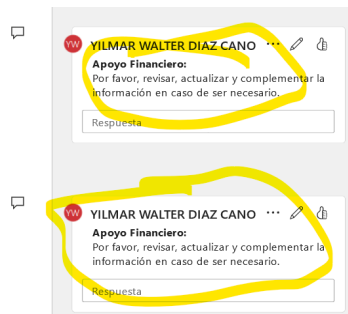 YW YILMAR WALTER DIAZ CANO ...
Apoyo Financiero:
Por favor, revisar, actualizar y complementar la
información en caso de ser necesario.
Respuesta
YW YILMAR WALTER DIAZ CANO ...
Apoyo Financiero:
Por favor, revisar, actualizar y complementar la
información en caso de ser necesario.
Respuesta